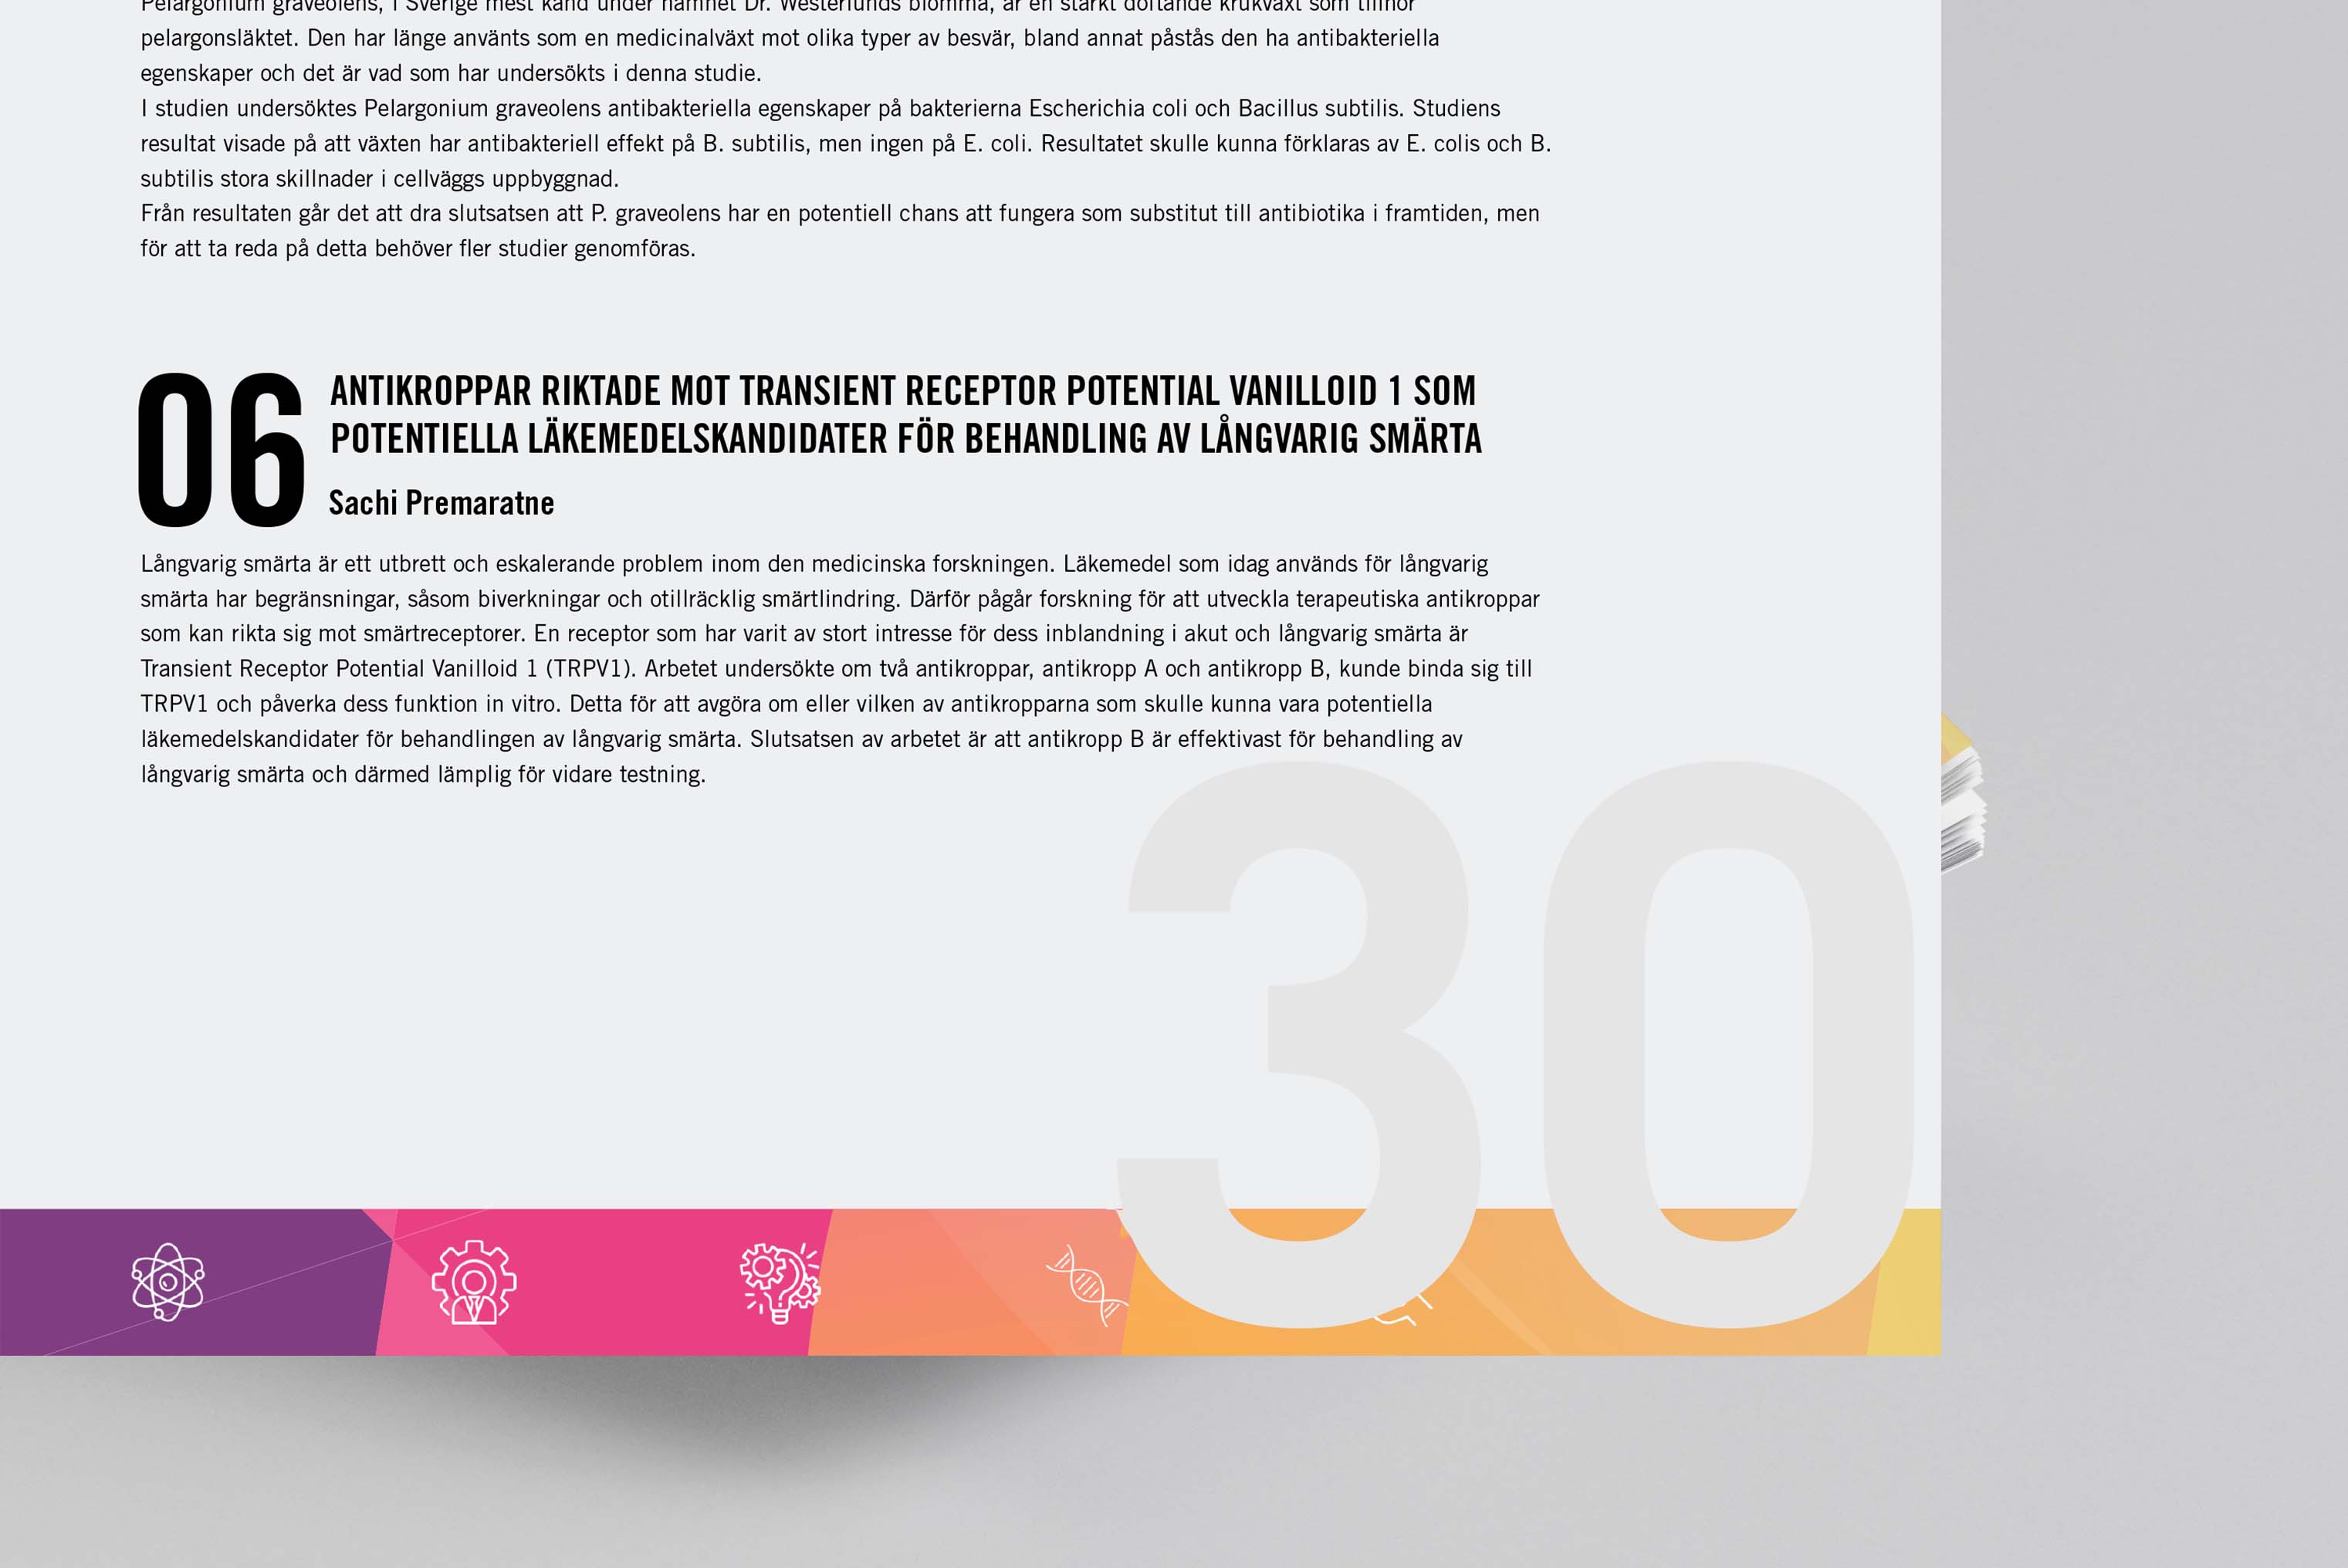 Pelargonium graveolens, i Sverige mest känd under namnet Dr. Westerlunds blomma, är en starkt doftande krukväxt som tillhör
pelargonsläktet. Den har länge använts som en medicinalväxt mot olika typer av besvär, bland annat påstås den ha antibakteriella
egenskaper och det är vad som har undersökts i denna studie.
I studien undersöktes Pelargonium graveolens antibakteriella egenskaper på bakterierna Escherichia coli och Bacillus subtilis. Studiens
resultat visade på att växten har antibakteriell effekt på B. subtilis, men ingen på E. coli. Resultatet skulle kunna förklaras av E. colis och B.
subtilis stora skillnader i cellväggs uppbyggnad.
Från resultaten går det att dra slutsatsen att P. graveolens har en potentiell chans att fungera som substitut till antibiotika i framtiden, men
för att ta reda på detta behöver fler studier genomföras.
06
ANTIKROPPAR RIKTADE MOT TRANSIENT RECEPTOR POTENTIAL VANILLOID 1 SOM
POTENTIELLA LÄKEMEDELSKANDIDATER FÖR BEHANDLING AV LÅNGVARIG SMÄRTA
Sachi Premaratne
Långvarig smärta är ett utbrett och eskalerande problem inom den medicinska forskningen. Läkemedel som idag används för långvarig
smärta har begränsningar, såsom biverkningar och otillräcklig smärtlindring. Därför pågår forskning för att utveckla terapeutiska antikroppar
som kan rikta sig mot smärtreceptorer. En receptor som har varit av stort intresse för dess inblandning i akut och långvarig smärta är
Transient Receptor Potential Vanilloid 1 (TRPV1). Arbetet undersökte om två antikroppar, antikropp A och antikropp B, kunde binda sig till
TRPV1 och påverka dess funktion in vitro. Detta för att avgöra om eller vilken av antikropparna som skulle kunna vara potentiella
läkemedelskandidater för behandlingen av långvarig smärta. Slutsatsen av arbetet är att antikropp B är effektivast för behandling av
långvarig smärta och därmed lämplig för vidare testning.
30